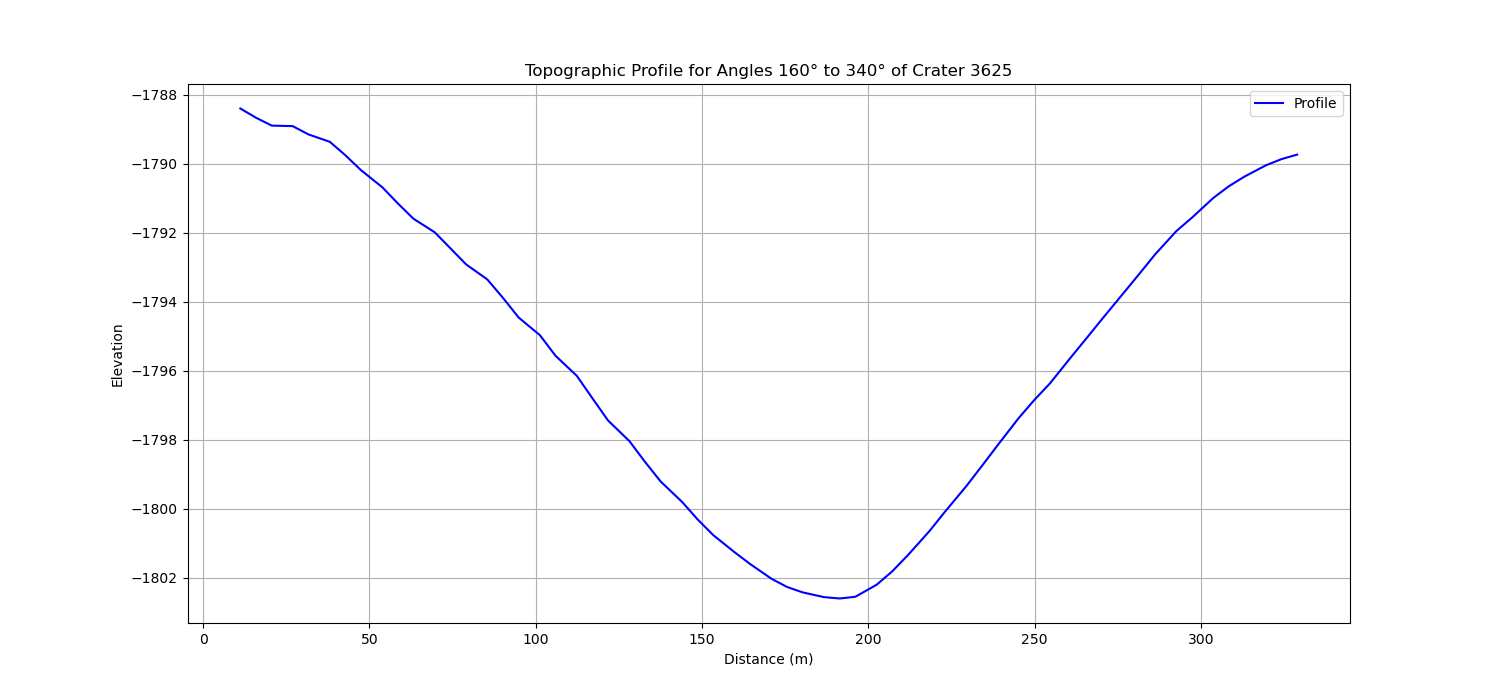 Topographic Profile for Angles 160° to 340° of Crater 3625
Profile
−1788
−1790
−1792
−1794
−1796
−1798
−1800
−1802
Elevation
0 50 100 150 200 250 300
Distance (m)